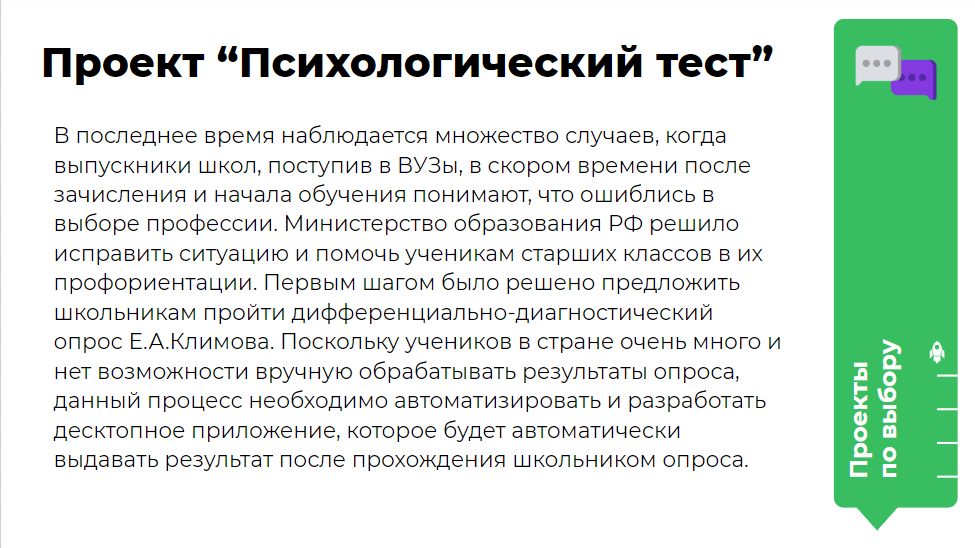 Проект “Психологический тест”
В последнее время наблюдается множество случаев, когда
выпускники школ, поступив в ВУЗы, в скором времени после
зачисления и начала обучения понимают, что ошиблись в
выборе профессии. Министерство образования РФ решило
исправить ситуацию и помочь ученикам старших классов в их
профориентации. Первым шагом было решено предложить
школьникам пройти дифференциально-диагностический
опрос Е.А.Климова. Поскольку учеников в стране очень много и
нет возможности вручную обрабатывать результаты опроса,
данный процесс необходимо автоматизировать и разработать
десктопное приложение, которое будет автоматически
выдавать результат после прохождения школьником опроса.
Проекты
по выбору